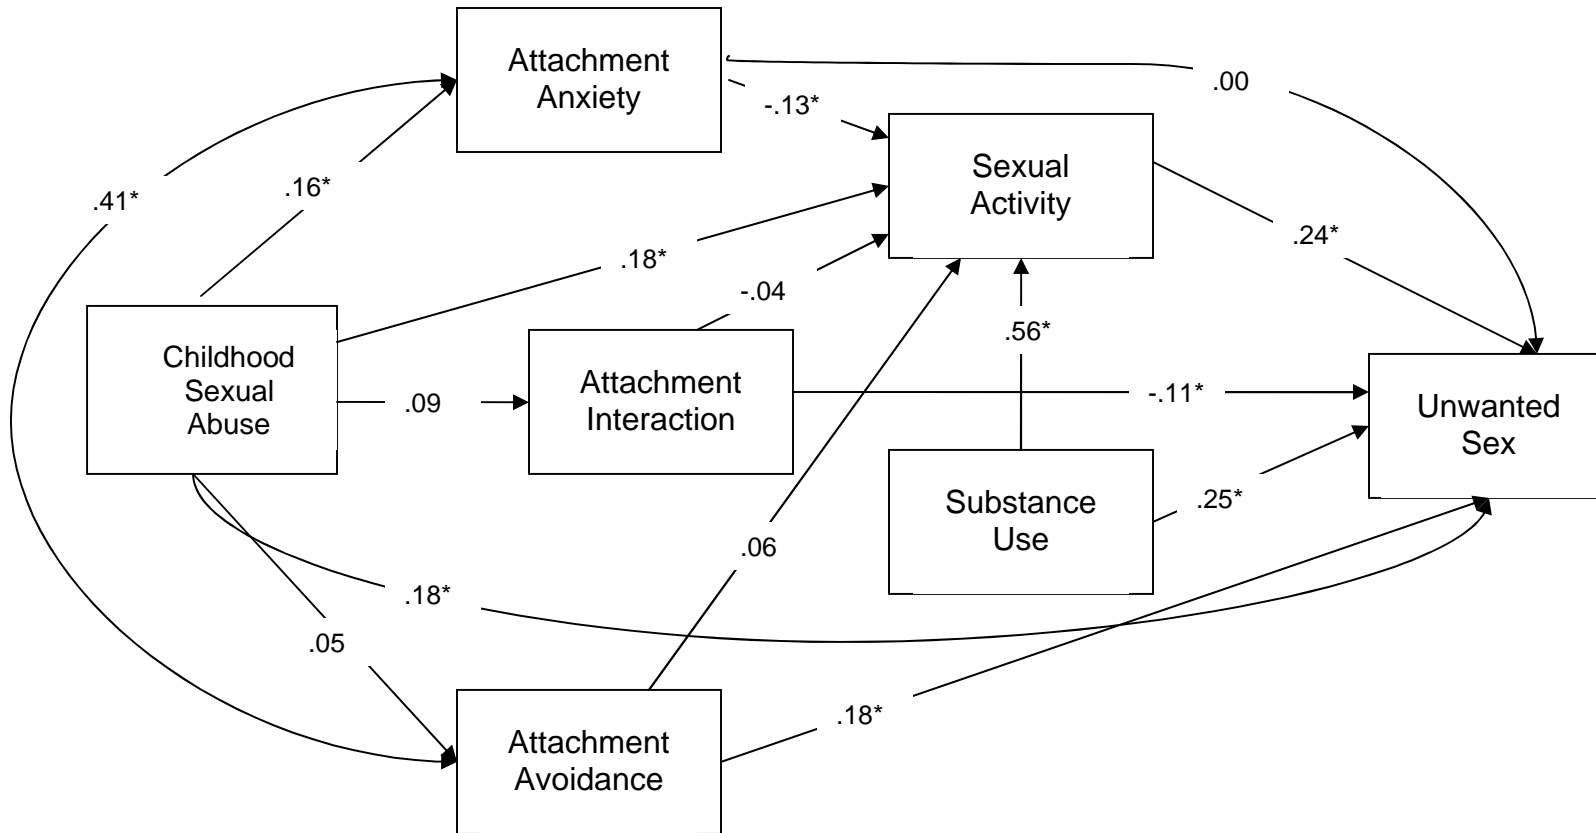 Attachment
Anxiety
.00
-.13*
Sexual
Activity
.41*
.16*
.18*
.24*
-.04
.56*
Childhood
Sexual
Abuse
.09
Attachment
Interaction
-.11*
Unwanted
Sex
Substance
Use
.25*
.06
.18*
.05
.18*
Attachment
Avoidance